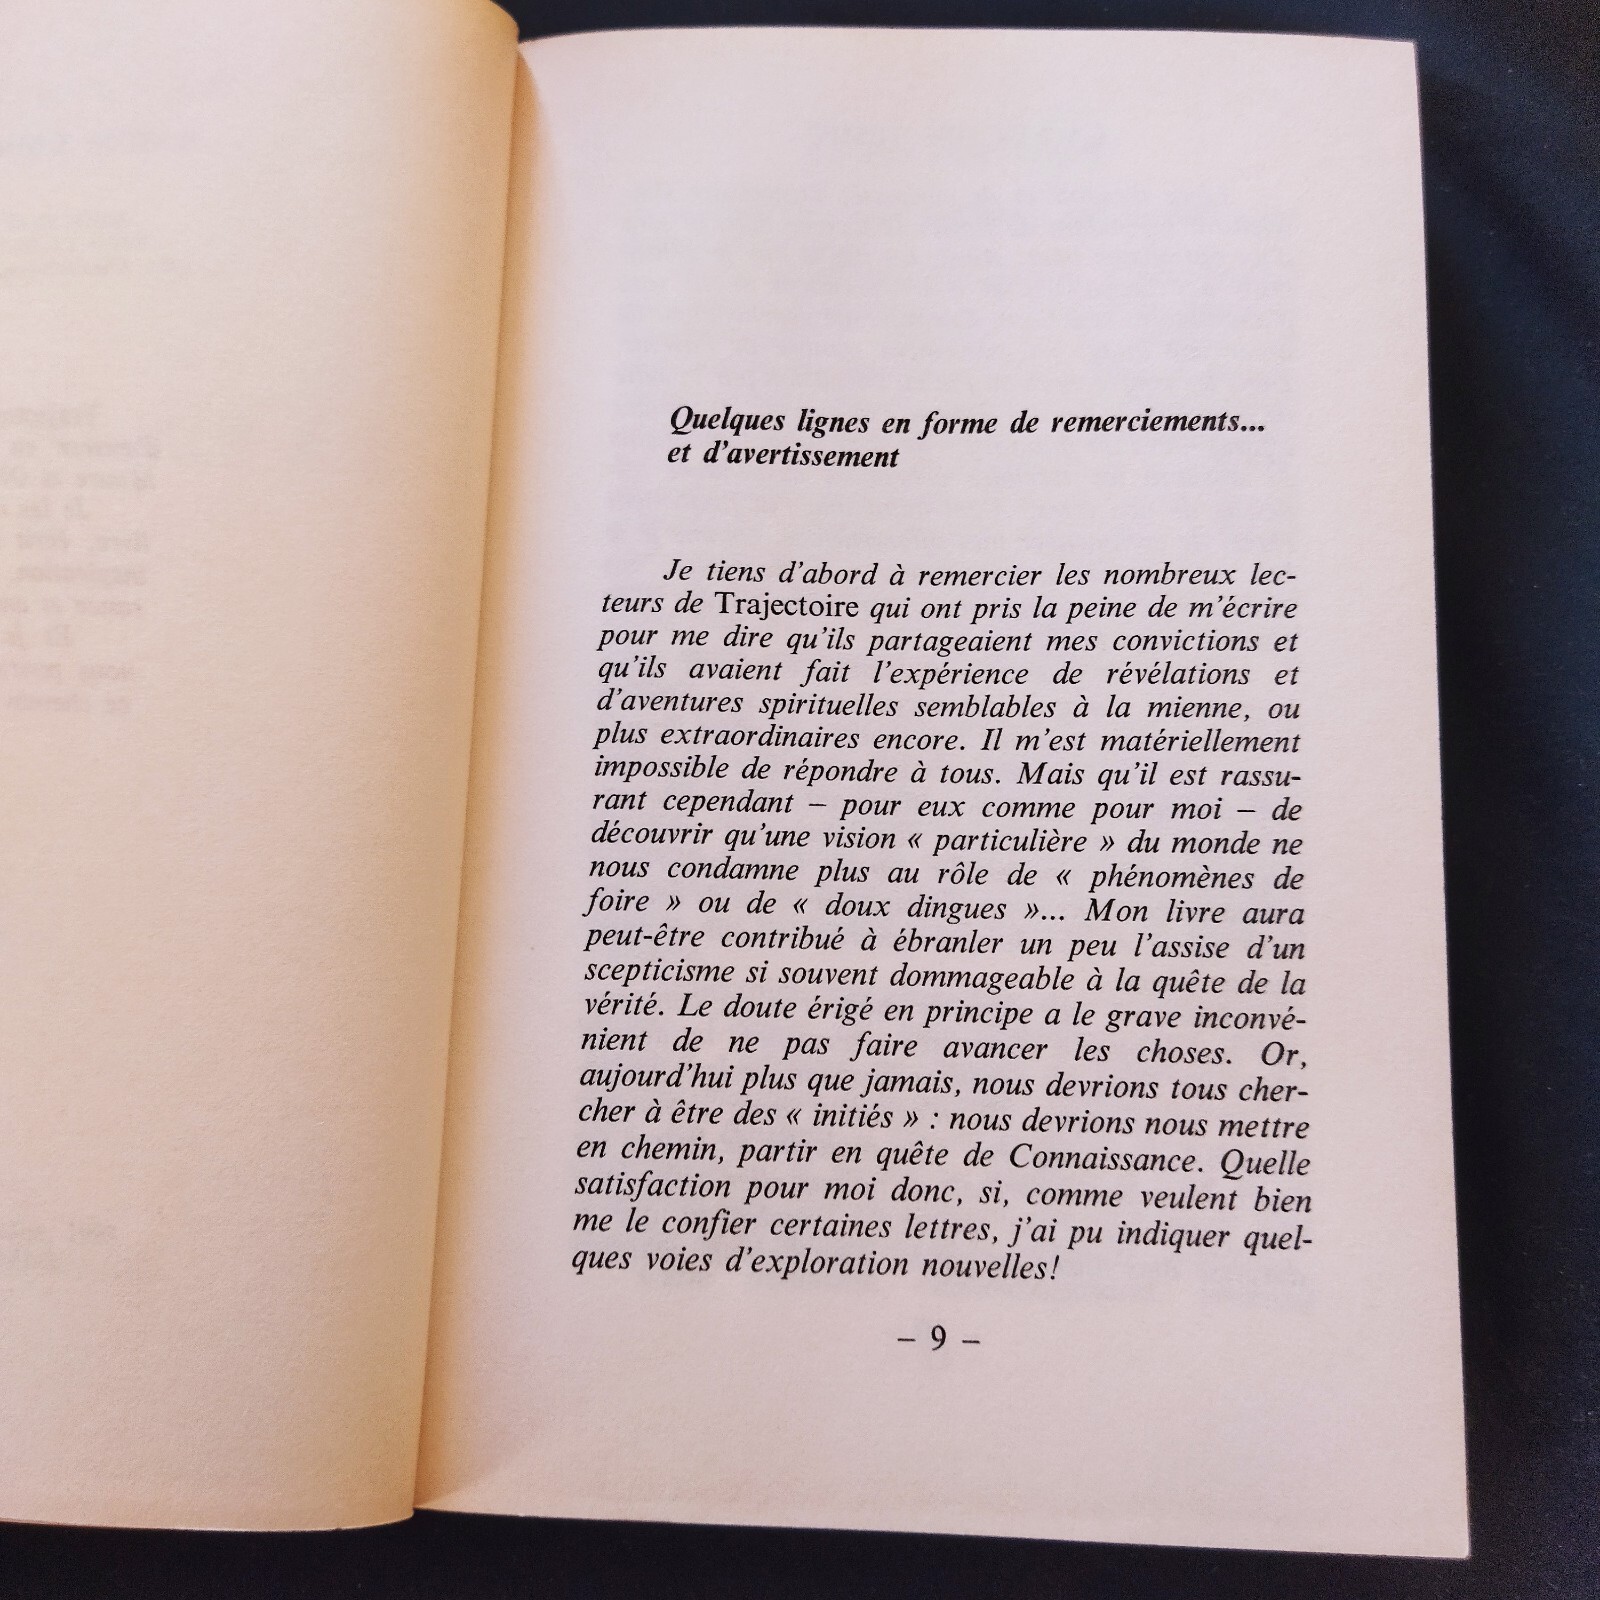 Quelques lignes en forme de remerciements...
et d'avertissement
Je tiens d'abord à remercier les nombreux lec-
teurs de Trajectoire qui ont pris la peine de m'écrire
pour me dire qu'ils partageaient mes convictions et
qu'ils avaient fait l'expérience de révélations et
d'aventures spirituelles semblables à la mienne, ou
plus extraordinaires encore. Il m'est matériellement
impossible de répondre à tous. Mais qu'il est rassu-
rant cependant – pour eux comme pour moi – de
découvrir qu'une vision « particulière » du monde ne
nous condamne plus au rôle de « phénomènes de
foire » ou de « doux dingues »... Mon livre aura
peut-être contribué à ébranler un peu l'assise d'un
scepticisme si souvent dommageable à la quête de la
vérité. Le doute érigé en principe a le grave inconvé-
nient de ne pas faire avancer les choses. Or,
aujourd'hui plus que jamais, nous devrions tous cher-
cher à être des « initiés » : nous devrions nous mettre
en chemin, partir en quête de Connaissance. Quelle
satisfaction pour moi donc, si, comme veulent bien
me le confier certaines lettres, j'ai pu indiquer quel-
ques voies d'exploration nouvelles!
– 9 –